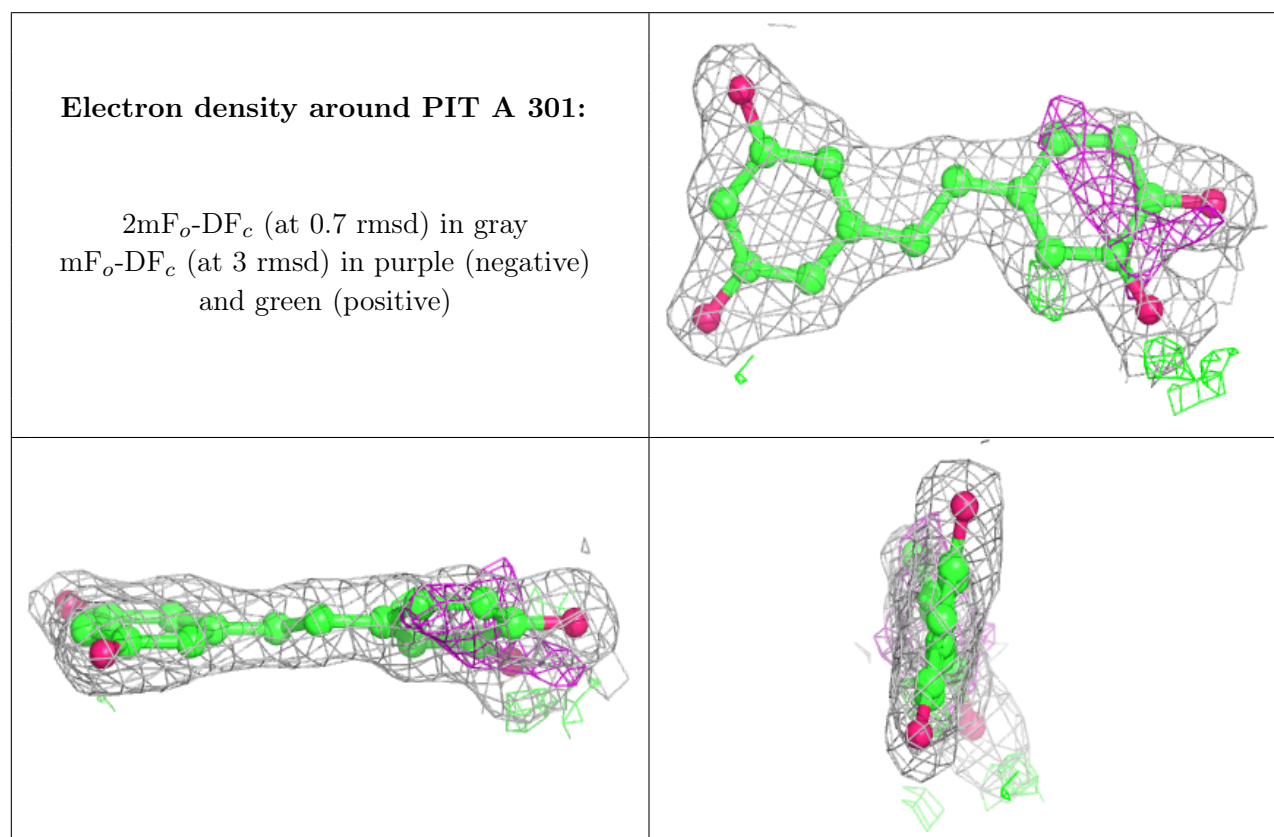 Electron density around PIT A 301:
2mFo-DFc (at 0.7 rmsd) in gray
mFo-DFc (at 3 rmsd) in purple (negative)
and green (positive)